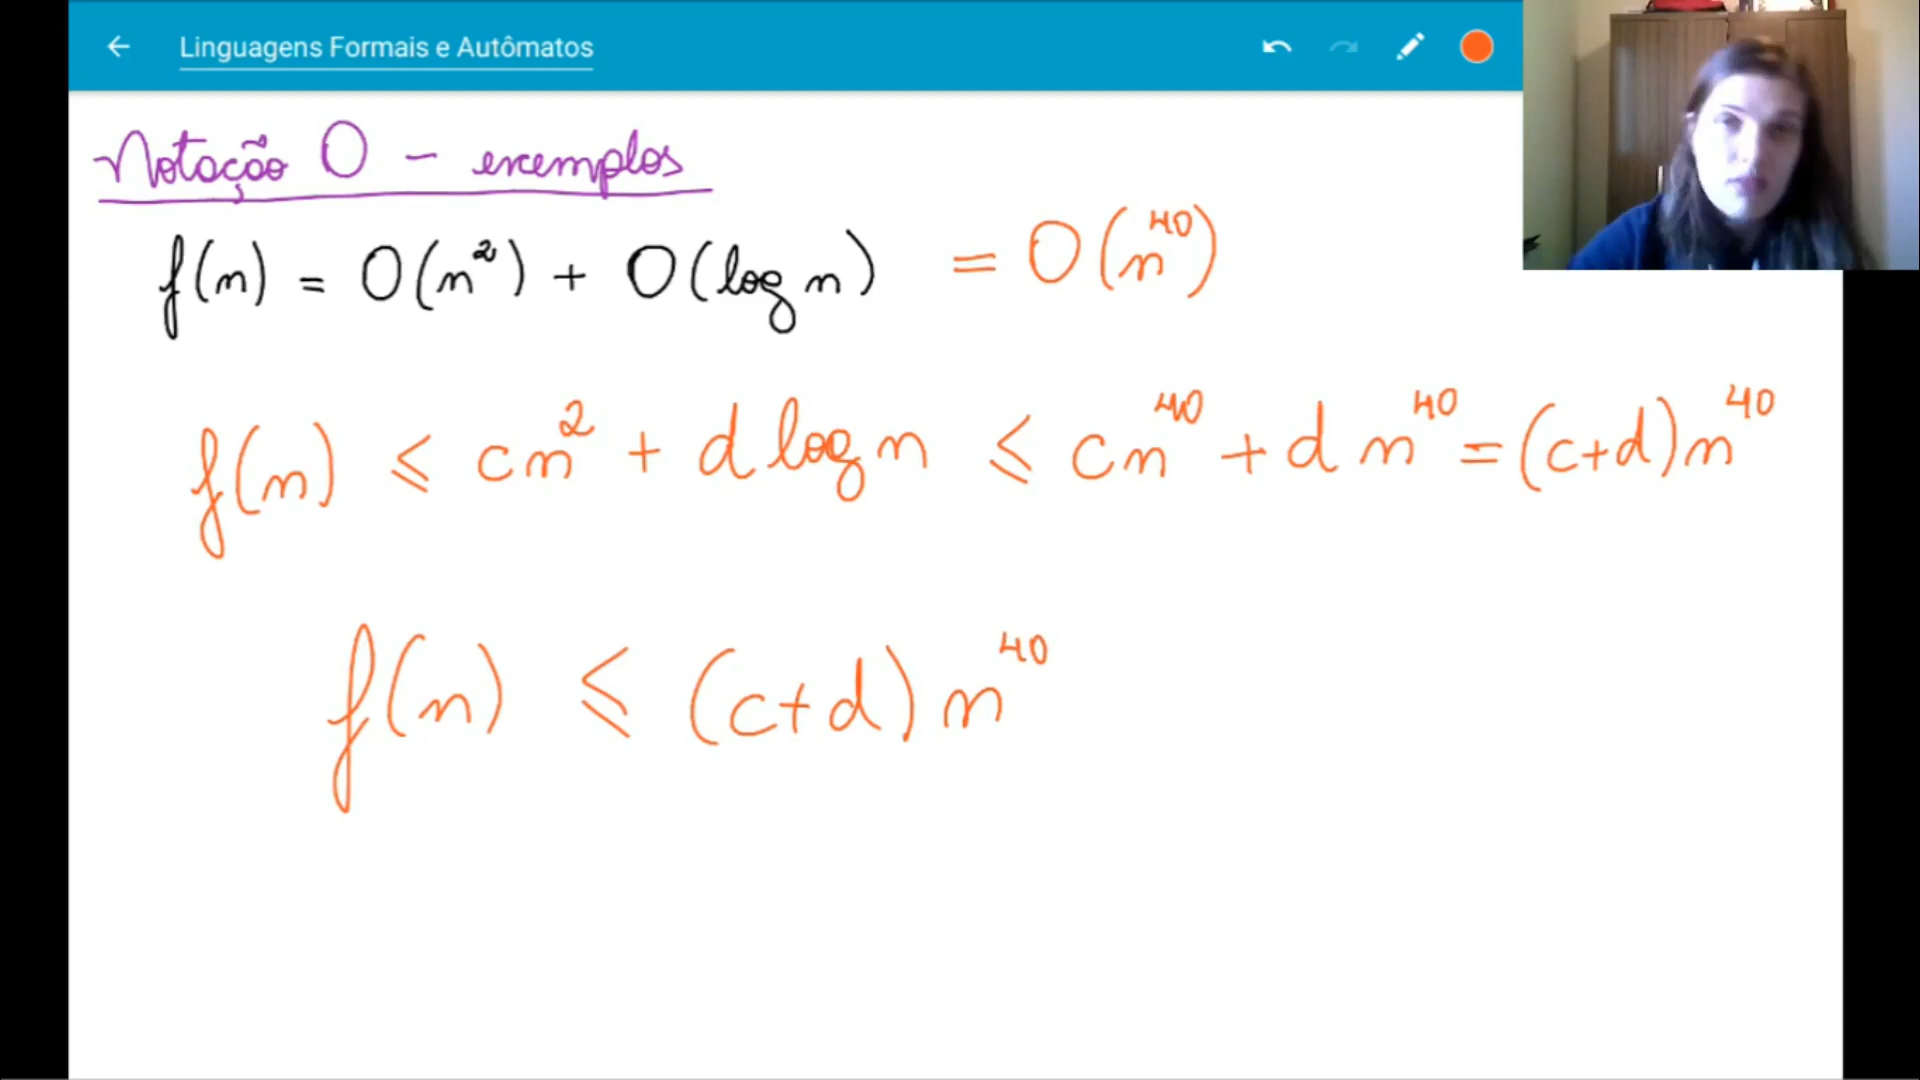 Linguagens Formais e Autômatos
Notação O - exemplos
f(n) = O(n²) + O(log n) = O(n⁴⁰)
f(n) ≤ cn² + d log n ≤ cn⁴⁰ + d n⁴⁰ = (c+d) n⁴⁰
f(n) ≤ (c+d) n⁴⁰